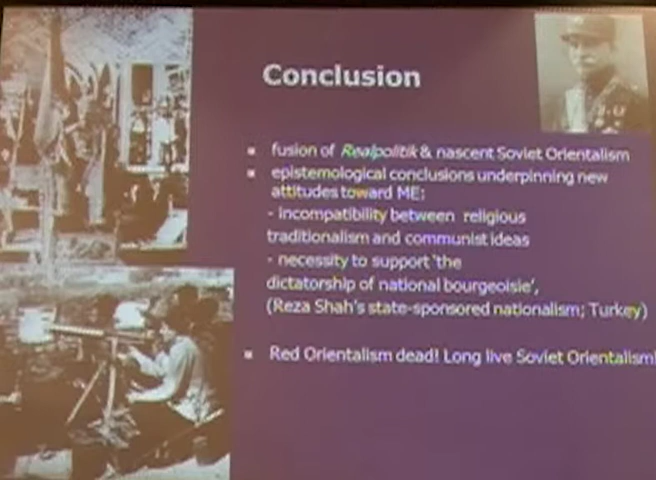 Conclusion
▪ fusion of Realpolitik & nascent Soviet Orientalism
▪ epistemological conclusions underpinning new
attitudes toward ME:
- incompatibility between religious
traditionalism and communist ideas
- necessity to support 'the
dictatorship of national bourgeoisie',
(Reza Shah's state-sponsored nationalism; Turkey)
▪ Red Orientalism dead! Long live Soviet Orientalism!